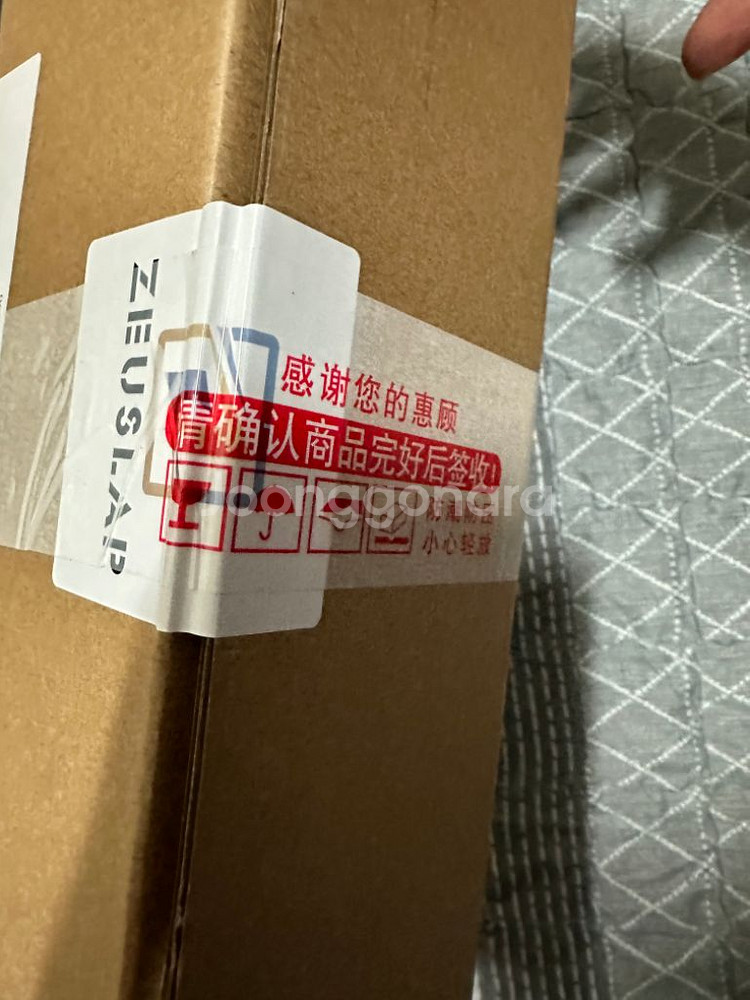 ZEUSLAP
感谢您的惠顾
请确认商品完好后签收!
joonggonara
小心轻放